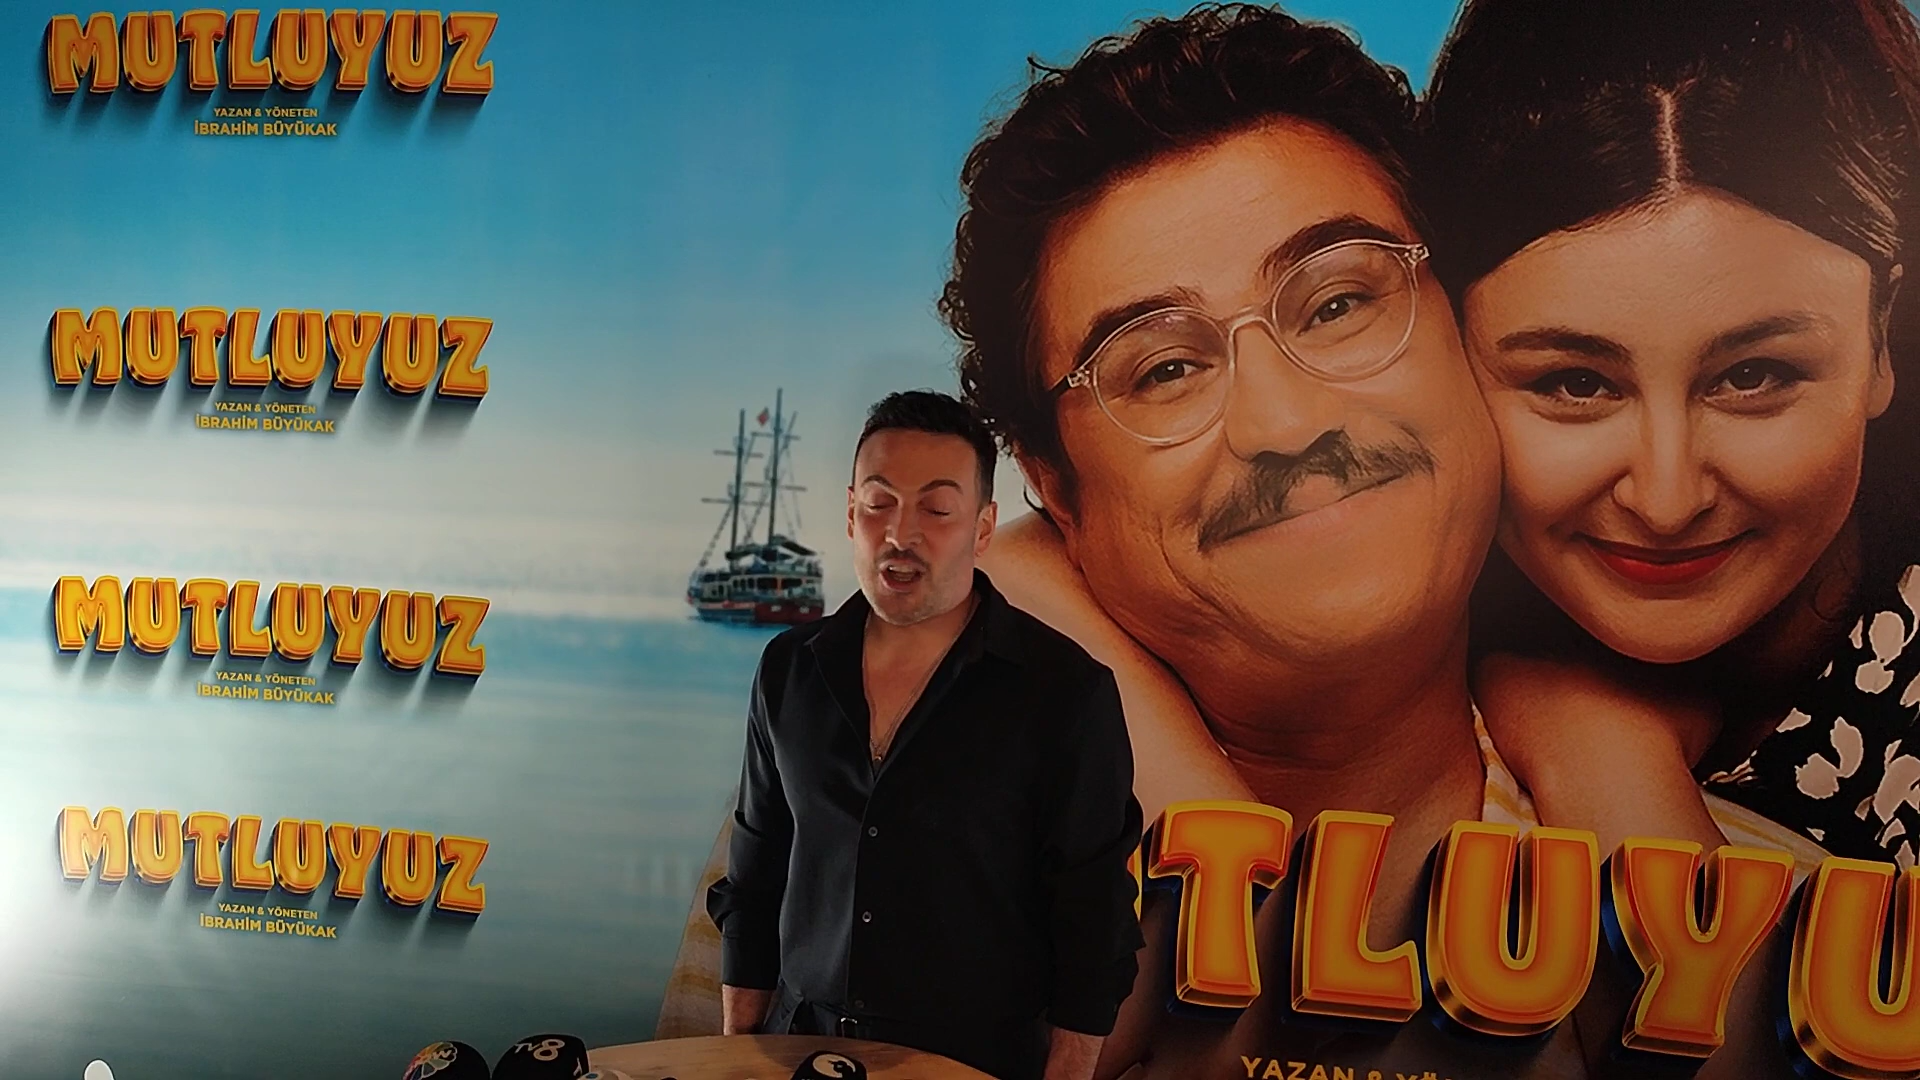 MUTLUYUZ
YAZAN & YÖNETEN
İBRAHİM BÜYÜKAK
MUTLUYUZ
YAZAN & YÖNETEN
İBRAHİM BÜYÜKAK
MUTLUYUZ
YAZAN & YÖNETEN
İBRAHİM BÜYÜKAK
MUTLUYUZ
YAZAN & YÖNETEN
İBRAHİM BÜYÜKAK
TLUYU
YAZAN &
TV8